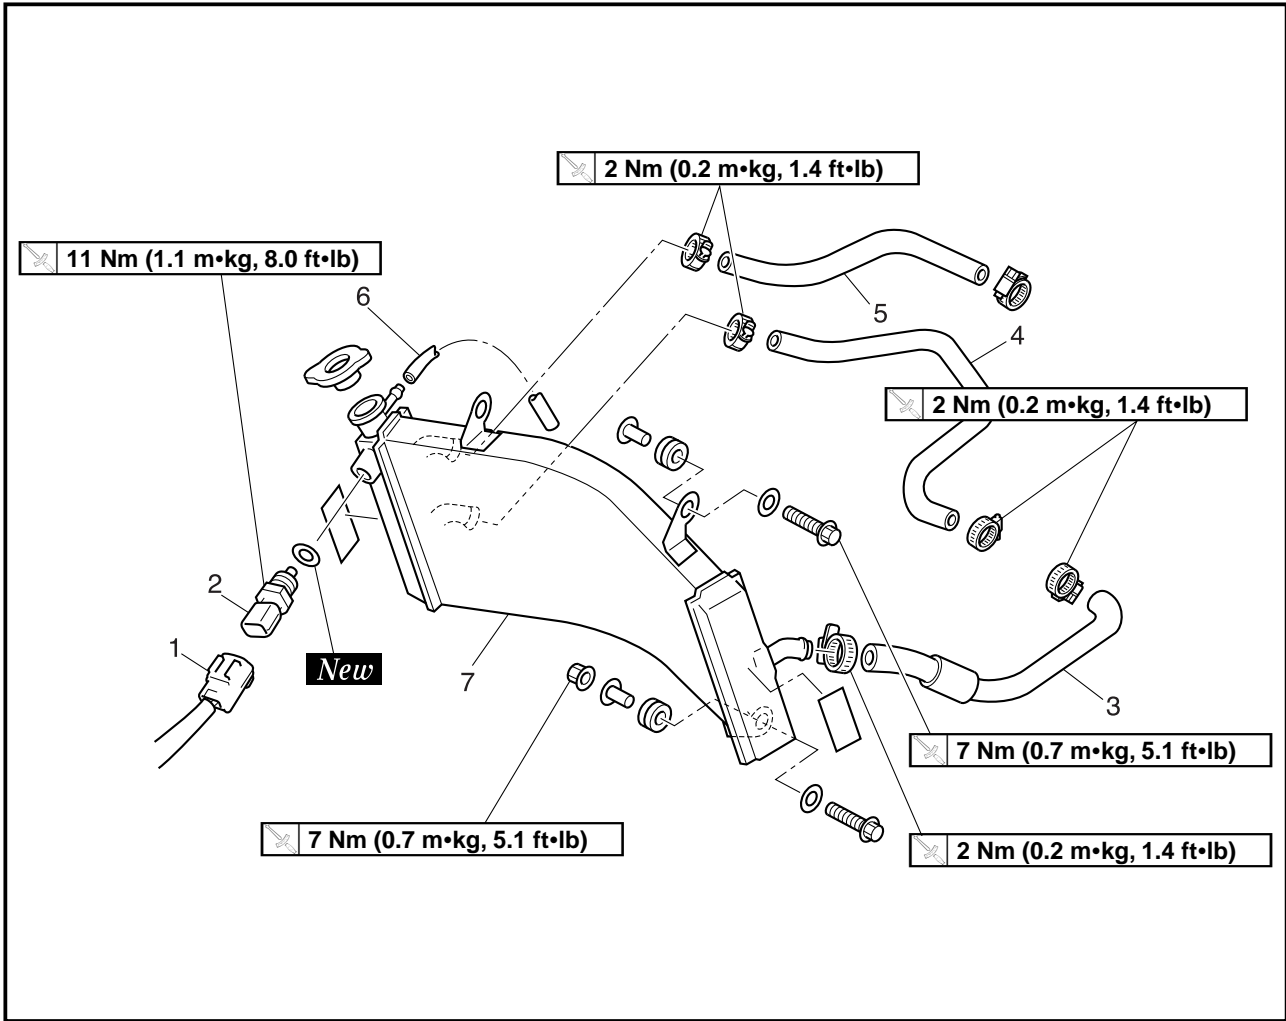 2 Nm (0.2 m•kg, 1.4 ft•lb)
11 Nm (1.1 m•kg, 8.0 ft•lb)
6
5
4
2 Nm (0.2 m•kg, 1.4 ft•lb)
2
1
New
7
3
7 Nm (0.7 m•kg, 5.1 ft•lb)
7 Nm (0.7 m•kg, 5.1 ft•lb)
2 Nm (0.2 m•kg, 1.4 ft•lb)